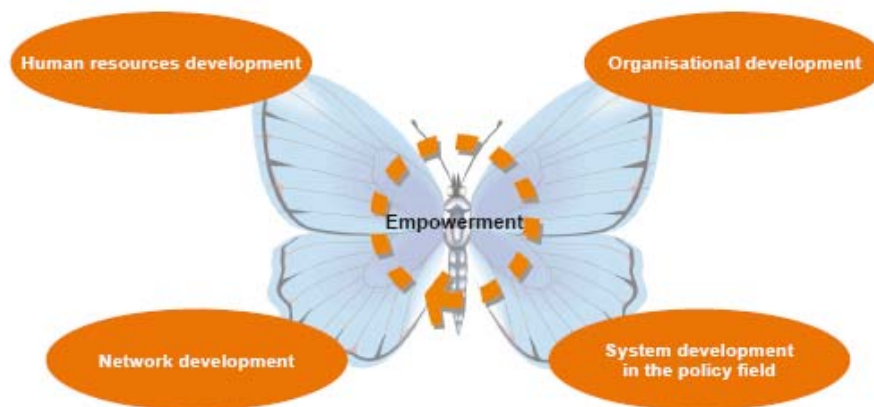 Human resources development
Organisational development
Empowerment
Network development
System development
in the policy field